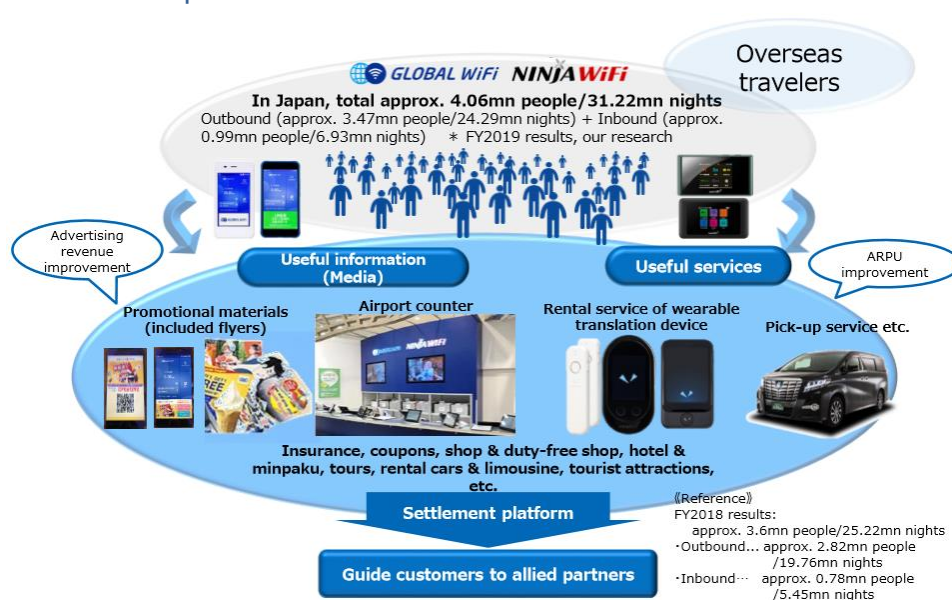 Overseas
travelers
GLOBAL WiFi NINJA WiFi
In Japan, total approx. 4.06mn people/31.22mn nights
Outbound (approx. 3.47mn people/24.29mn nights) + Inbound (approx.
0.99mn people/6.93mn nights) * FY2019 results, our research
Advertising
revenue
improvement
Useful information
(Media)
Useful services
ARPU
improvement
Promotional materials
(included flyers)
Airport counter
NINJA WiFi
FREE
Rental service of wearable
translation device
Pick-up service etc.
Insurance, coupons, shop & duty-free shop, hotel &
minpaku, tours, rental cars & limousine, tourist attractions,
etc.
Settlement platform
Guide customers to allied partners
《Reference》
FY2018 results:
approx. 3.6mn people/25.22mn nights
・Outbound... approx. 2.82mn people
/19.76mn nights
・Inbound… approx. 0.78mn people
/5.45mn nights